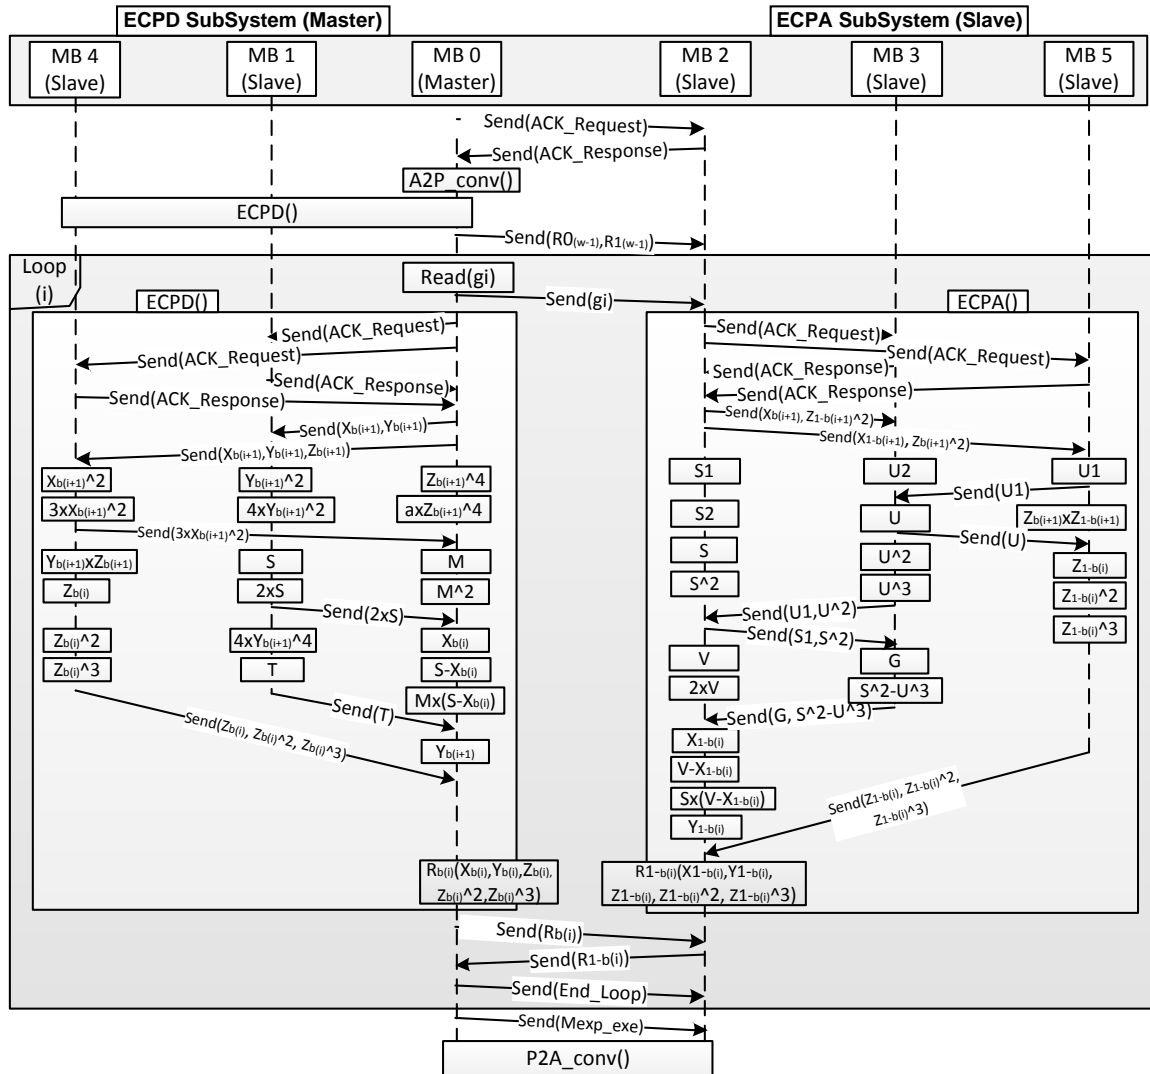 ECPD SubSystem (Master)
ECPA SubSystem (Slave)
MB 4
(Slave)
MB 1
(Slave)
MB 0
(Master)
MB 2
(Slave)
MB 3
(Slave)
MB 5
(Slave)
Send(ACK_Request)
Send(ACK_Response)
A2P_conv()
ECPD()
Send(R0(w-1),R1(w-1))
Loop
(i)
Read(gi)
Send(gi)
ECPD()
Send(ACK_Request)
Send(ACK_Request)
Send(ACK_Response)
Send(ACK_Response)
Send(Xb(i+1),Yb(i+1))
Send(Xb(i+1),Yb(i+1),Zb(i+1))
Xb(i+1)^2
Yb(i+1)^2
Zb(i+1)^4
3xXb(i+1)^2
4xYb(i+1)^2
axZb(i+1)^4
Send(3xXb(i+1)^2)
Yb(i+1)xZb(i+1)
S
M
Zb(i)
2xS
M^2
Send(2xS)
Zb(i)^2
4xYb(i+1)^4
Xb(i)
Zb(i)^3
T
S-Xb(i)
Mx(S-Xb(i))
Send(T)
Send(Zb(i), Zb(i)^2, Zb(i)^3)
Yb(i+1)
Rb(i)(Xb(i),Yb(i),Zb(i),
Zb(i)^2,Zb(i)^3)
ECPA()
Send(ACK_Request)
Send(ACK_Request)
Send(ACK_Response)
Send(ACK_Response)
Send(Xb(i+1), Z1-b(i+1)^2)
Send(X1-b(i+1), Zb(i+1)^2)
S1
U2
U1
Send(U1)
S2
U
Zb(i+1)xZ1-b(i+1)
Send(U)
S
U^2
Z1-b(i)
S^2
U^3
Z1-b(i)^2
Send(U1,U^2)
Send(S1,S^2)
Z1-b(i)^3
V
G
2xV
S^2-U^3
Send(G, S^2-U^3)
X1-b(i)
V-X1-b(i)
Sx(V-X1-b(i))
Send(Z1-b(i), Z1-b(i)^2,
Z1-b(i)^3)
Y1-b(i)
R1-b(i)(X1-b(i),Y1-b(i),
Z1-b(i), Z1-b(i)^2, Z1-b(i)^3)
Send(Rb(i))
Send(R1-b(i))
Send(End_Loop)
Send(Mexp_exe)
P2A_conv()